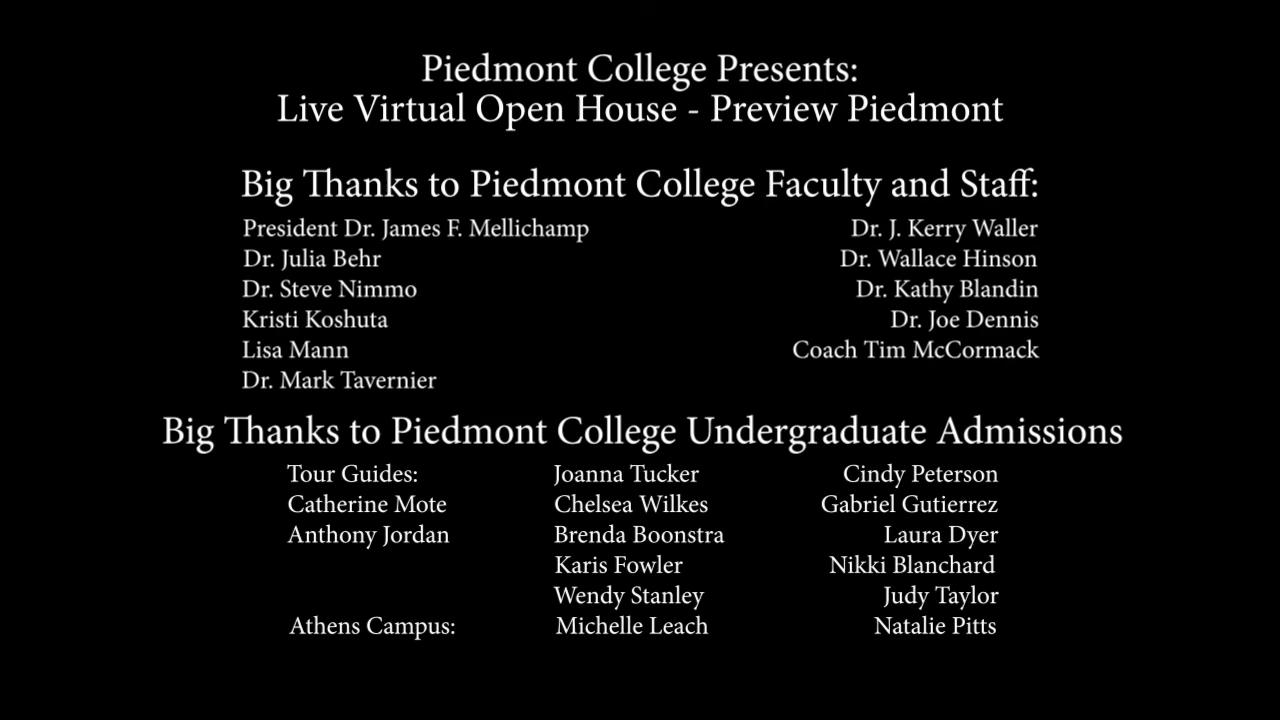 Piedmont College Presents:
Live Virtual Open House - Preview Piedmont
Big Thanks to Piedmont College Faculty and Staff:
President Dr. James F. Mellichamp Dr. J. Kerry Waller
Dr. Julia Behr Dr. Wallace Hinson
Dr. Steve Nimmo Dr. Kathy Blandin
Kristi Koshuta Dr. Joe Dennis
Lisa Mann Coach Tim McCormack
Dr. Mark Tavernier
Big Thanks to Piedmont College Undergraduate Admissions
Tour Guides: Joanna Tucker Cindy Peterson
Catherine Mote Chelsea Wilkes Gabriel Gutierrez
Anthony Jordan Brenda Boonstra Laura Dyer
Karis Fowler Nikki Blanchard
Wendy Stanley Judy Taylor
Athens Campus: Michelle Leach Natalie Pitts